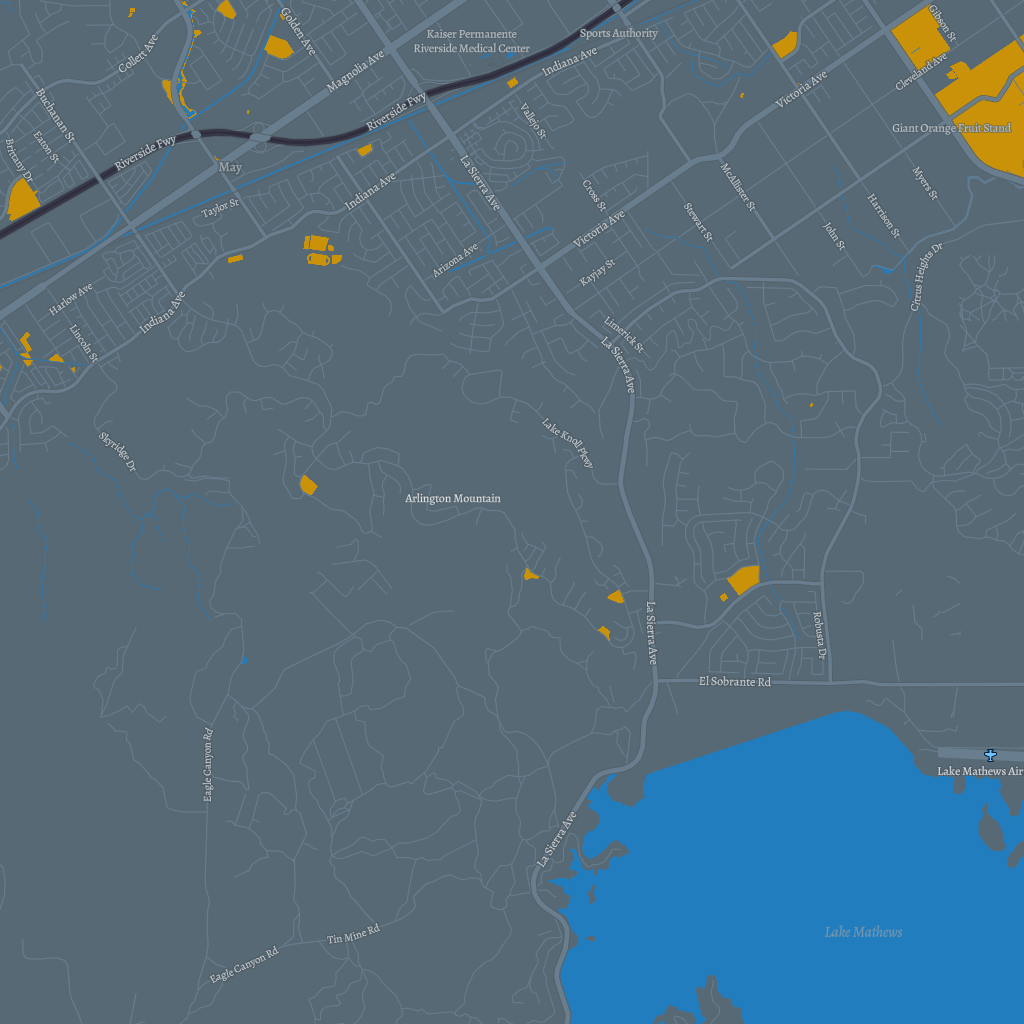 Gibson St
Golden Ave
Kaiser Permanente
Riverside Medical Center
Sports Authority
Collett Ave
Magnolia Ave
Indiana Ave
Cleveland Ave
Victoria Ave
Buchanan St
Riverside Fwy
Valley St
Giant Orange Fruit Stand
Eaton St
Brittany Dr
Riverside Fwy
May
La Sierra Ave
McAllister St
Myers St
Indiana Ave
Cross St
Harrison St
Taylor St
Stewart St
Victoria Ave
John St
Arizona Ave
Kayjay St
Citrus Heights Dr
Harlow Ave
Indiana Ave
Lincoln St
Limerick St
La Sierra Ave
Skyridge Dr
Lake Knoll Pkwy
Arlington Mountain
La Sierra Ave
Robusta Dr
El Sobrante Rd
Eagle Canyon Rd
Lake Mathews Air
La Sierra Ave
Tin Mine Rd
Lake Mathews
Eagle Canyon Rd